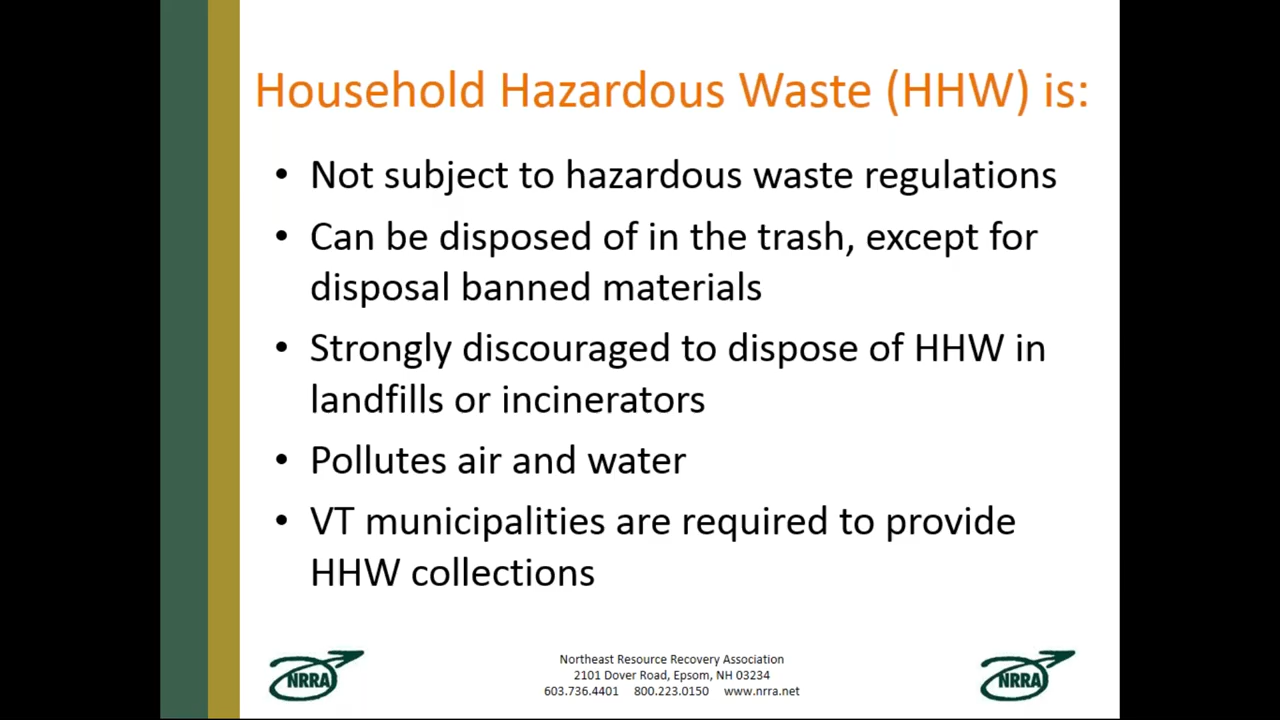 Household Hazardous Waste (HHW) is:
• Not subject to hazardous waste regulations
• Can be disposed of in the trash, except for
disposal banned materials
• Strongly discouraged to dispose of HHW in
landfills or incinerators
• Pollutes air and water
• VT municipalities are required to provide
HHW collections
NRRA
Northeast Resource Recovery Association
2101 Dover Road, Epsom, NH 03234
603.736.4401 800.223.0150 www.nrra.net
NRRA